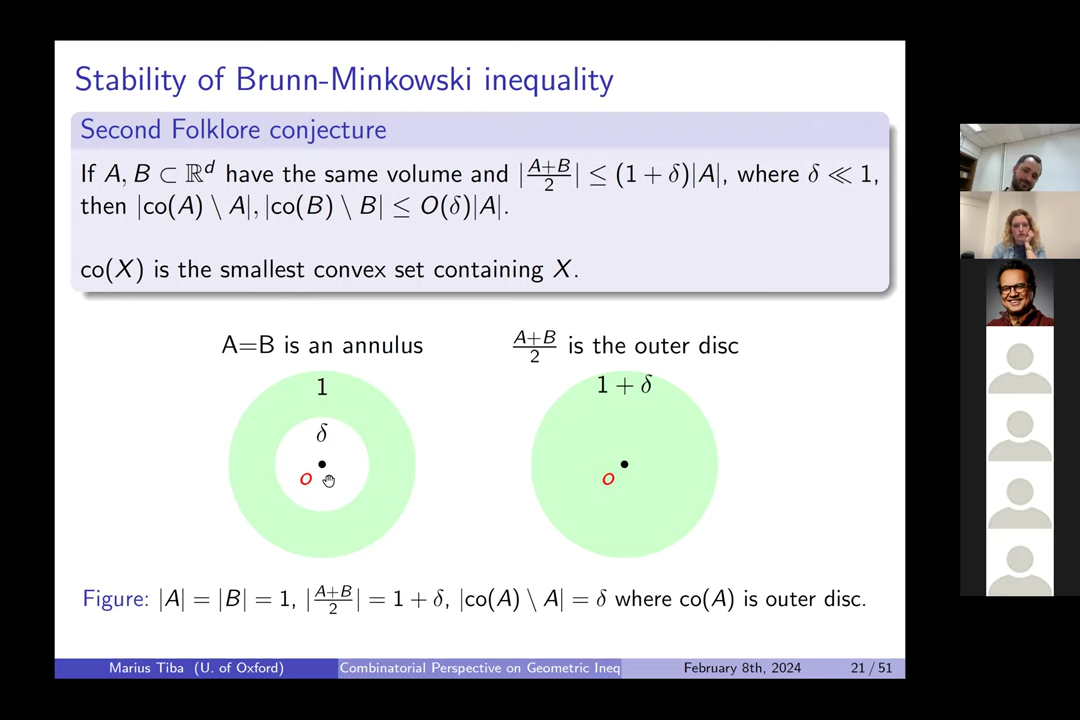 Stability of Brunn-Minkowski inequality
Second Folklore conjecture
If A, B ⊂ ℝᵈ have the same volume and |(A+B)/2| ≤ (1 + δ)|A|, where δ ≪ 1,
then |co(A) \ A|, |co(B) \ B| ≤ O(δ)|A|.
co(X) is the smallest convex set containing X.
A=B is an annulus
(A+B)/2 is the outer disc
1
δ
o
1 + δ
o
Figure: |A| = |B| = 1, |(A+B)/2| = 1 + δ, |co(A) \ A| = δ where co(A) is outer disc.
Marius Tiba (U. of Oxford)
Combinatorial Perspective on Geometric Ineq
February 8th, 2024
21 / 51